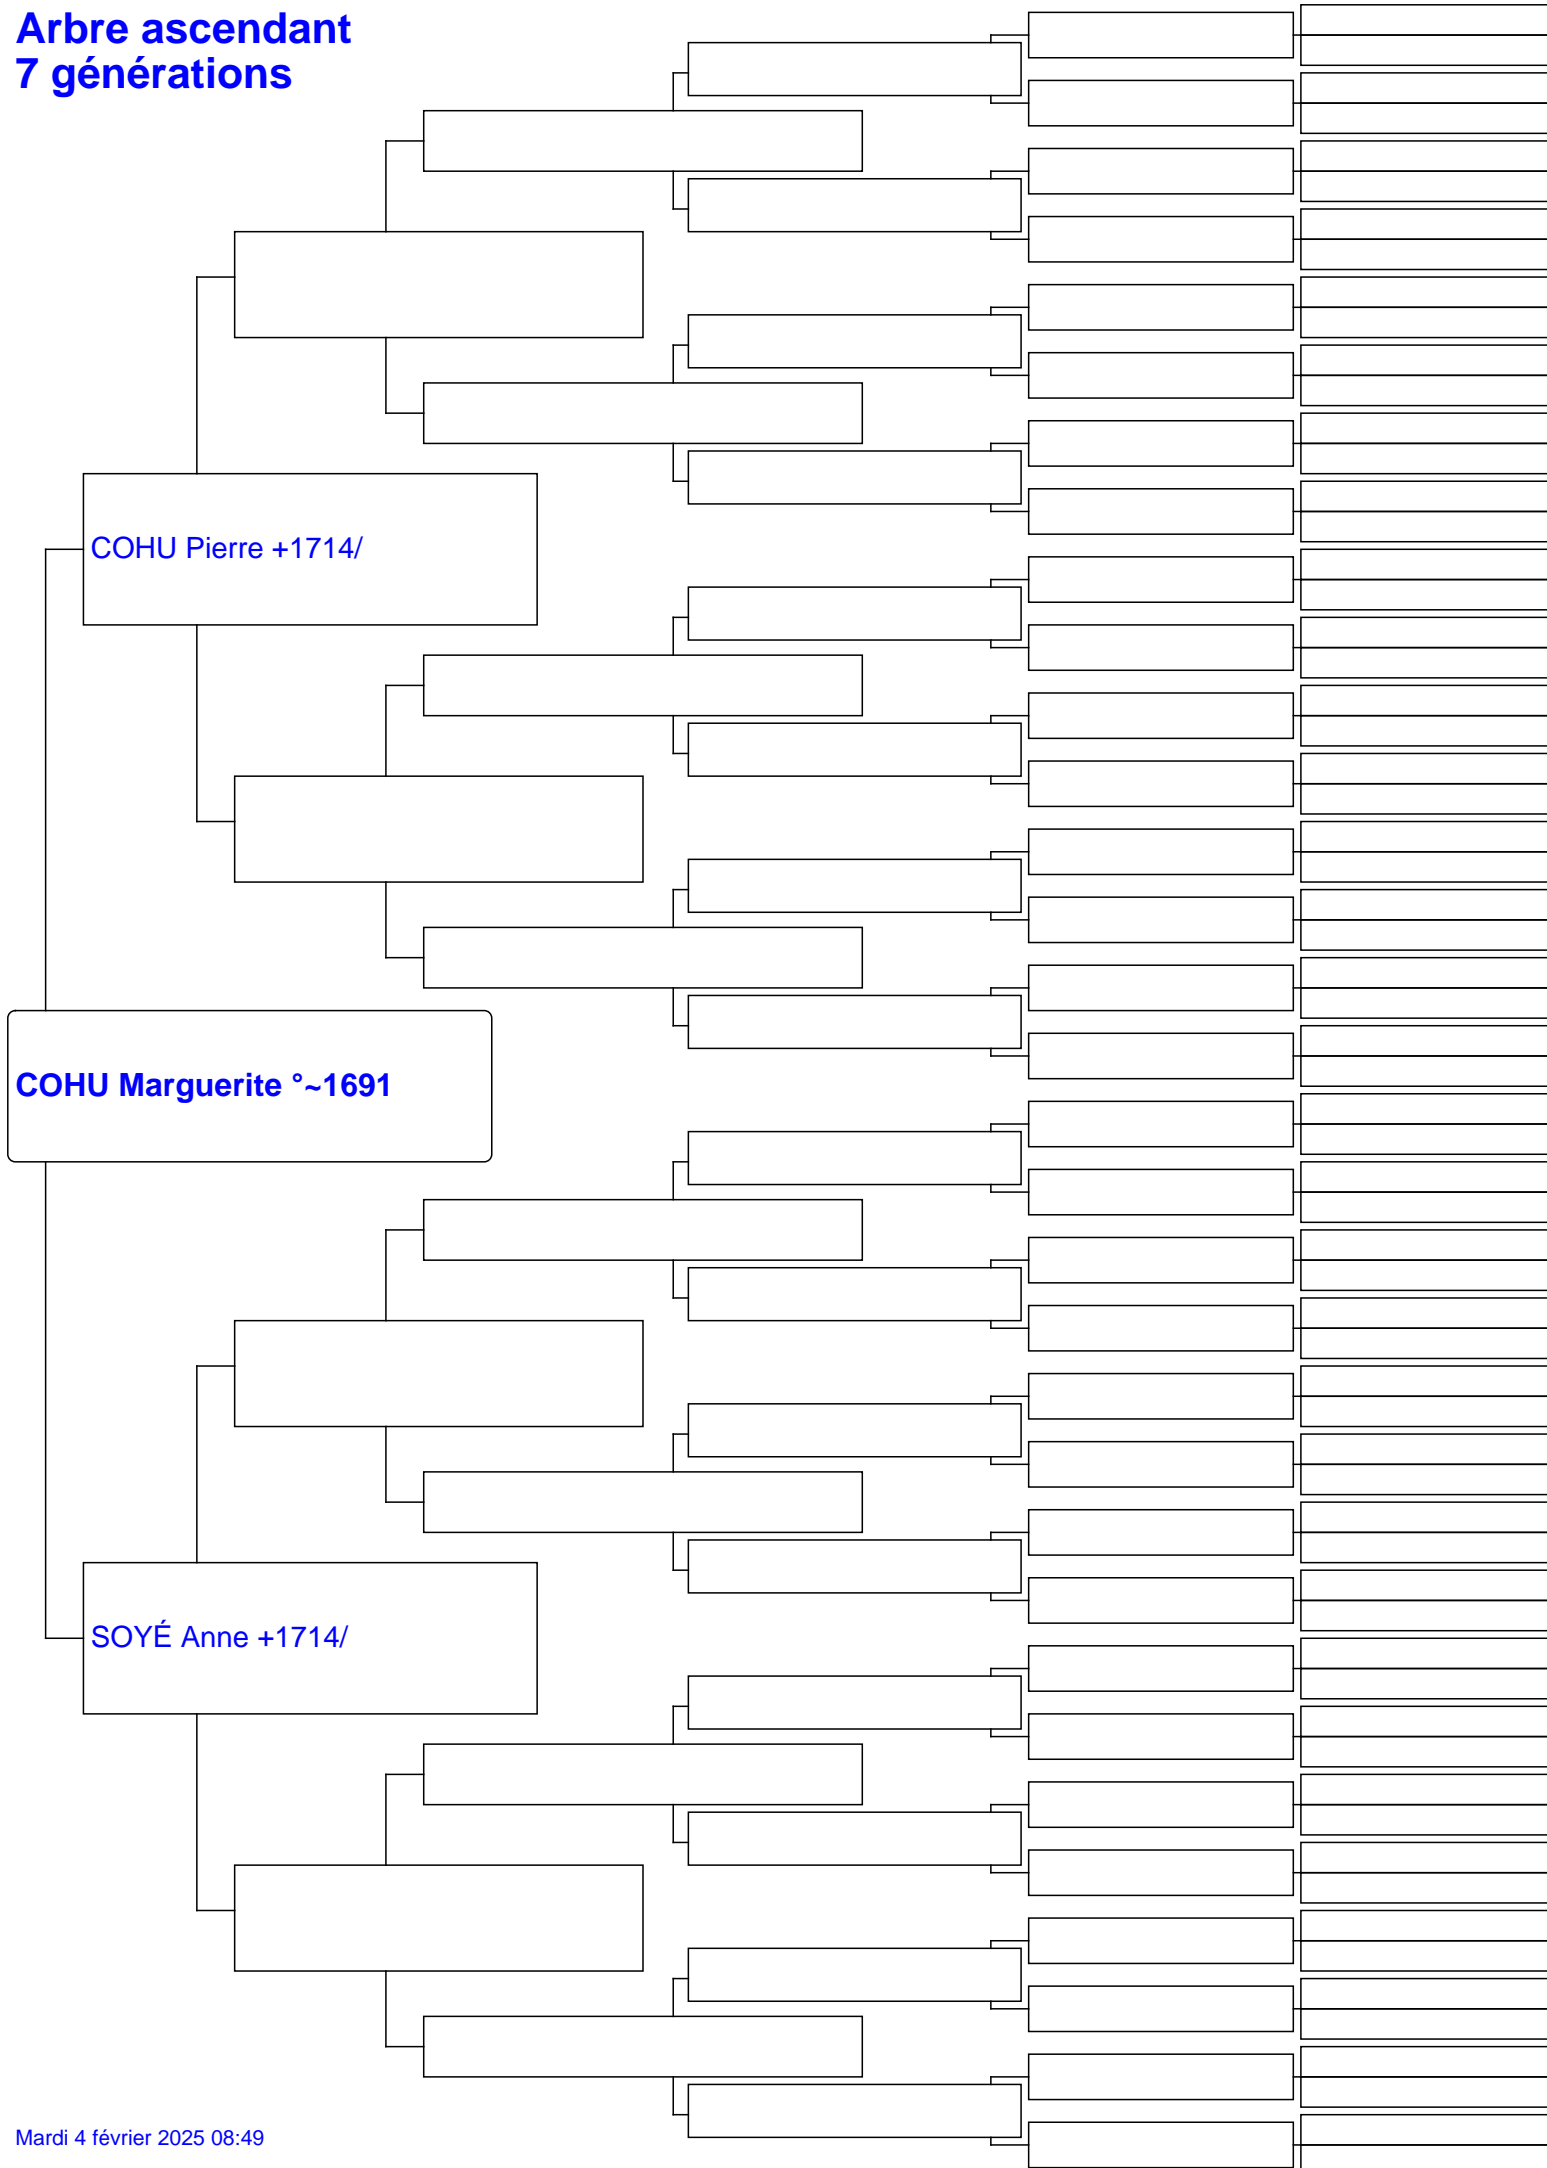 Arbre ascendant
7 générations
COHU Pierre +1714/
COHU Marguerite °~1691
SOYÉ Anne +1714/
Mardi 4 février 2025 08:49